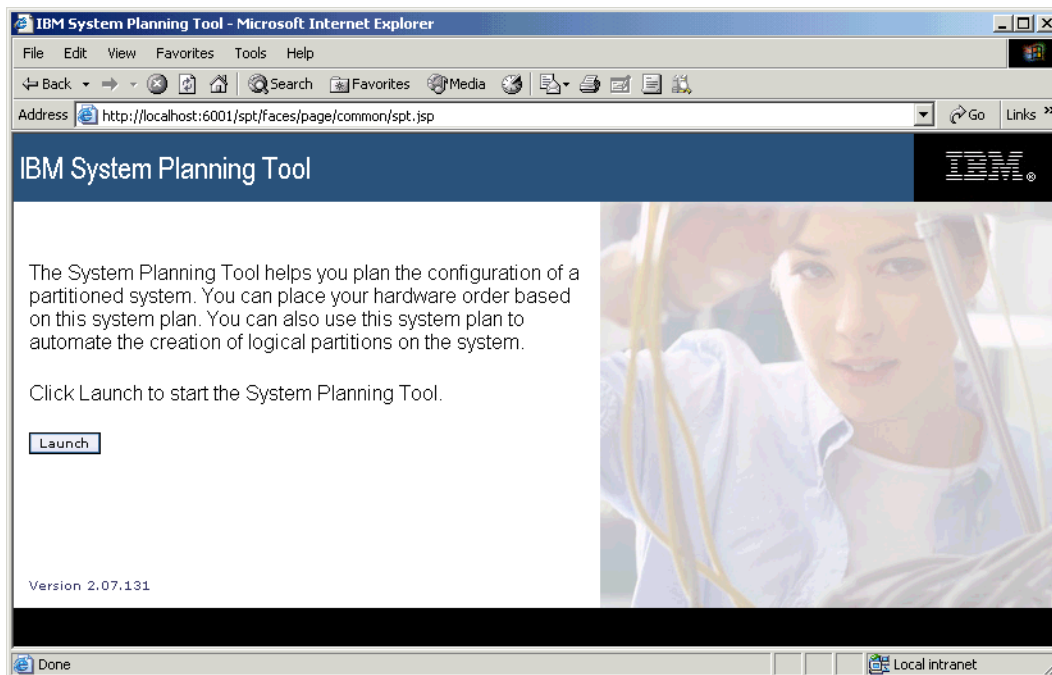 IBM System Planning Tool - Microsoft Internet Explorer
File Edit View Favorites Tools Help
Back Search Favorites Media
Address http://localhost:6001/spt/faces/page/common/spt.jsp Go Links »
IBM System Planning Tool IBM®
The System Planning Tool helps you plan the configuration of a
partitioned system. You can place your hardware order based
on this system plan. You can also use this system plan to
automate the creation of logical partitions on the system.
Click Launch to start the System Planning Tool.
Launch
Version 2.07.131
Done Local intranet